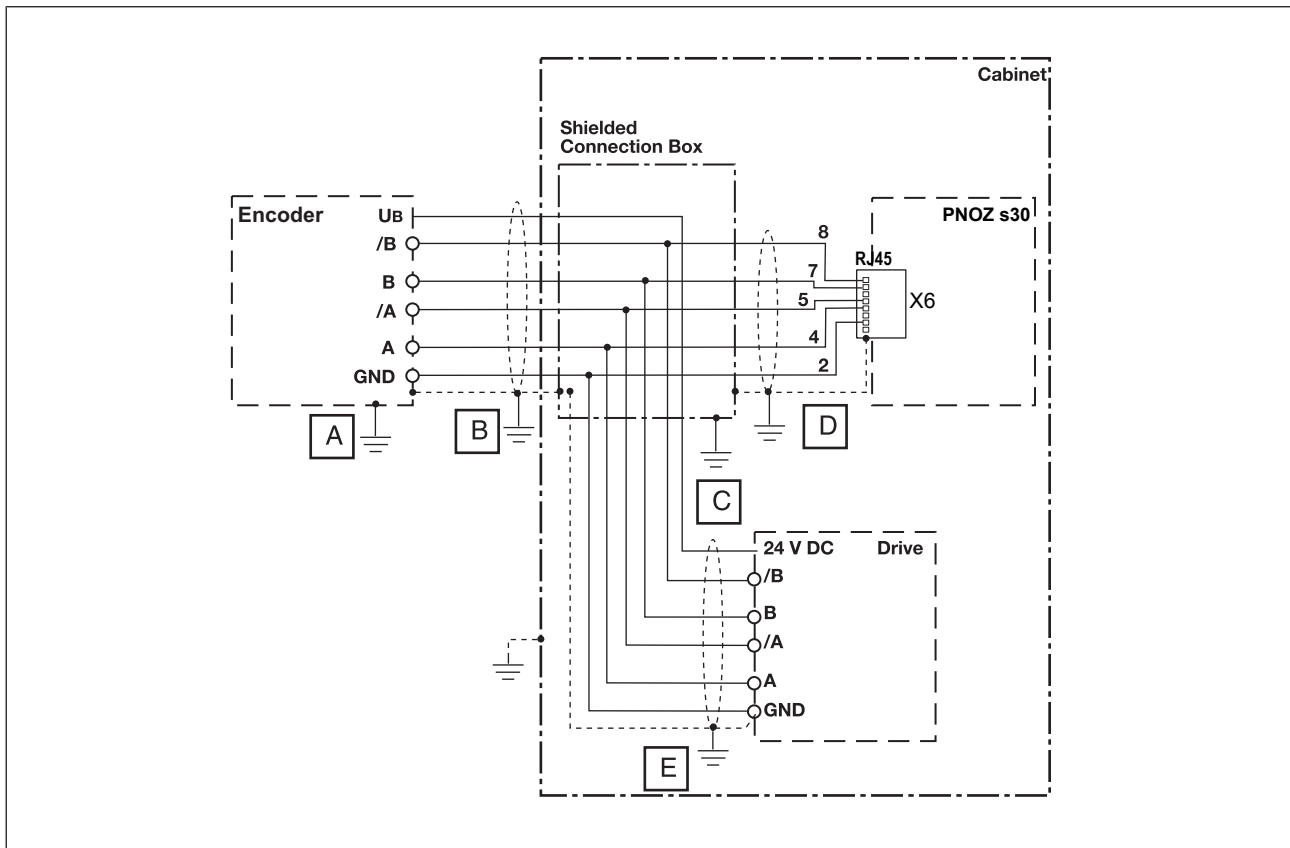 Cabinet
Shielded
Connection Box
Encoder
UB
/B
B
/A
A
GND
PNOZ s30
RJ45
X6
8
7
5
4
2
A
B
C
D
24 V DC
Drive
/B
B
/A
A
GND
E